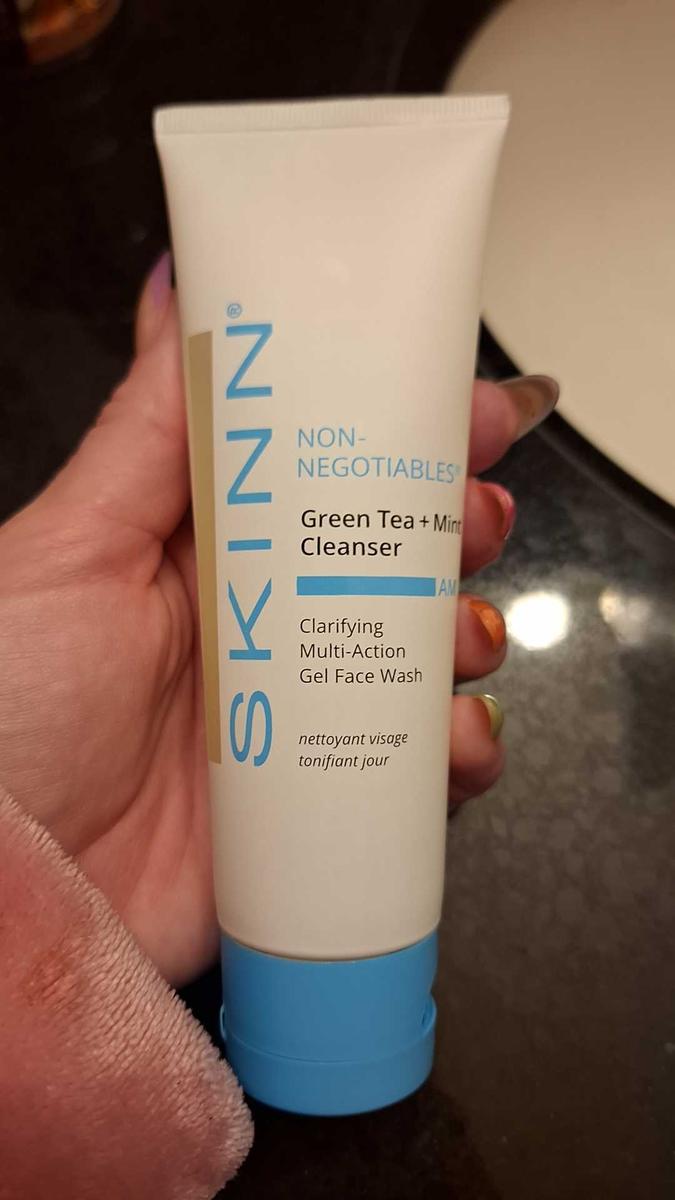 SKINN®
NON-
NEGOTIABLES®
Green Tea + Mint
Cleanser
AM
Clarifying
Multi-Action
Gel Face Wash
nettoyant visage
tonifiant jour